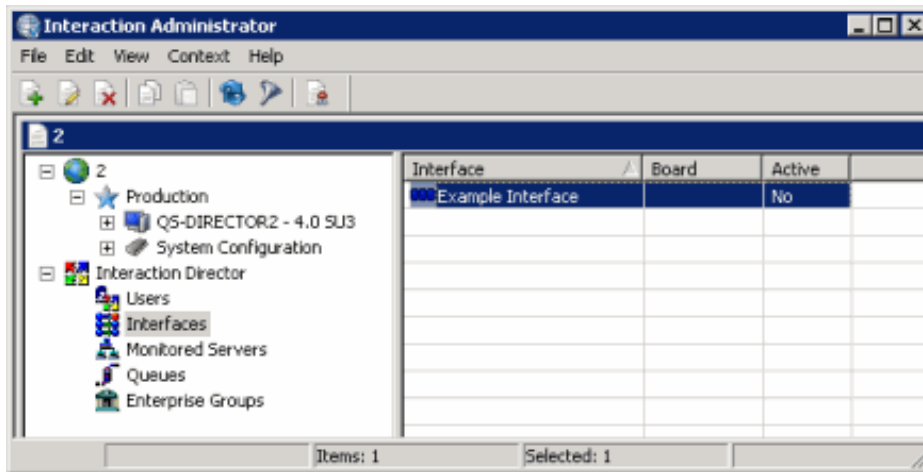 Interaction Administrator
File Edit View Context Help
2
2
Production
QS-DIRECTOR2 - 4.0 SU3
System Configuration
Interaction Director
Users
Interfaces
Monitored Servers
Queues
Enterprise Groups
Interface Board Active
Example Interface No
Items: 1 Selected: 1